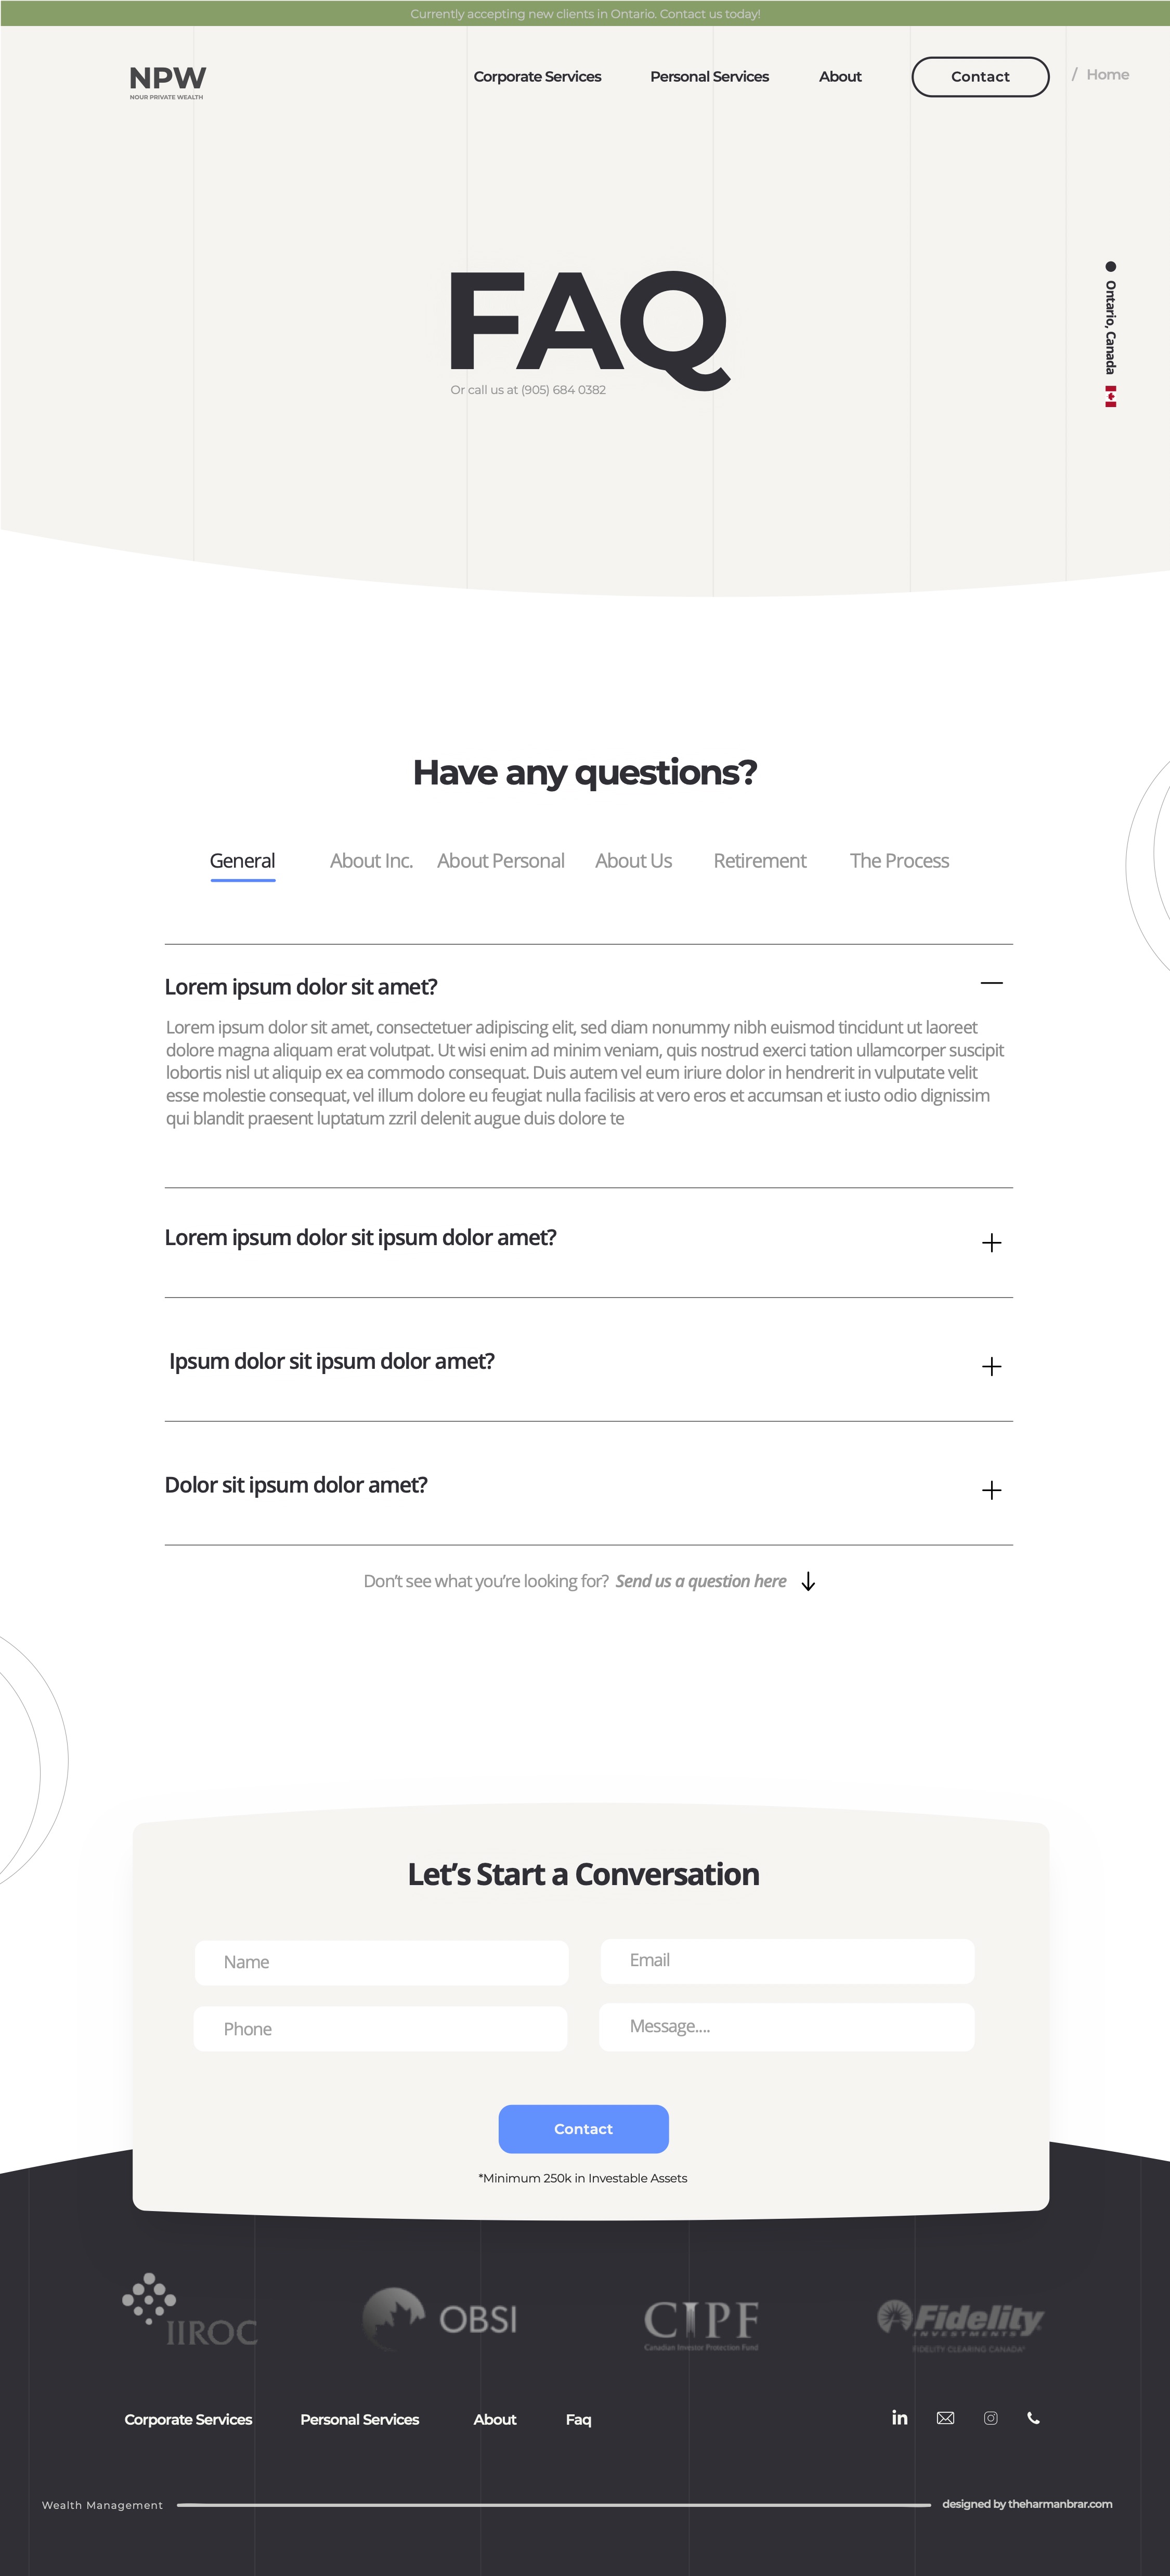 Currently accepting new clients in Ontario. Contact us today!
NPW
NOUR PRIVATE WEALTH
Corporate Services
Personal Services
About
Contact
/ Home
FAQ
Or call us at (905) 684 0382
Ontario, Canada
Have any questions?
General
About Inc.
About Personal
About Us
Retirement
The Process
Lorem ipsum dolor sit amet?
Lorem ipsum dolor sit amet, consectetuer adipiscing elit, sed diam nonummy nibh euismod tincidunt ut laoreet
dolore magna aliquam erat volutpat. Ut wisi enim ad minim veniam, quis nostrud exerci tation ullamcorper suscipit
lobortis nisl ut aliquip ex ea commodo consequat. Duis autem vel eum iriure dolor in hendrerit in vulputate velit
esse molestie consequat, vel illum dolore eu feugiat nulla facilisis at vero eros et accumsan et iusto odio dignissim
qui blandit praesent luptatum zzril delenit augue duis dolore te
Lorem ipsum dolor sit ipsum dolor amet?
Ipsum dolor sit ipsum dolor amet?
Dolor sit ipsum dolor amet?
Don't see what you're looking for? Send us a question here
Let's Start a Conversation
Name
Email
Phone
Message....
Contact
*Minimum 250k in Investable Assets
IIROC
OBSI
CIPF
Canadian Investor Protection Fund
Fidelity
INVESTMENTS
FIDELITY CLEARING CANADA
Corporate Services
Personal Services
About
Faq
in
Wealth Management
designed by theharmanbrar.com